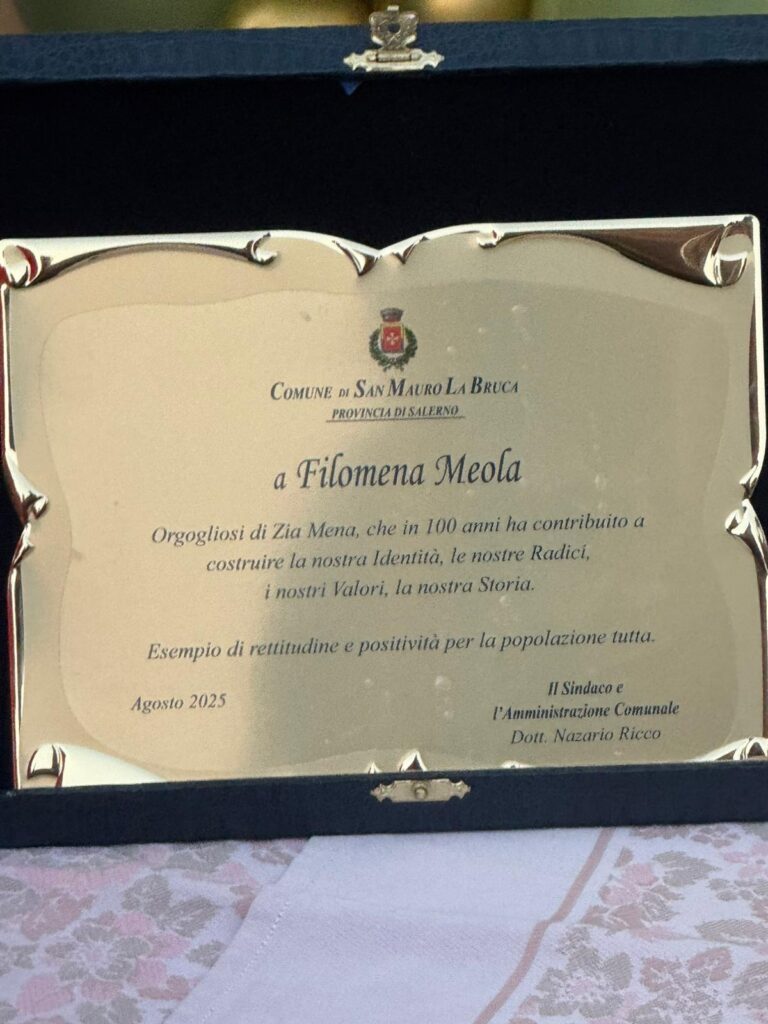 COMUNE DI SAN MAURO LA BRUCA
PROVINCIA DI SALERNO
a Filomena Meola
Orgogliosi di Zia Mena, che in 100 anni ha contribuito a
costruire la nostra Identità, le nostre Radici,
i nostri Valori, la nostra Storia.
Esempio di rettitudine e positività per la popolazione tutta.
Agosto 2025
Il Sindaco e
l'Amministrazione Comunale
Dott. Nazario Ricco